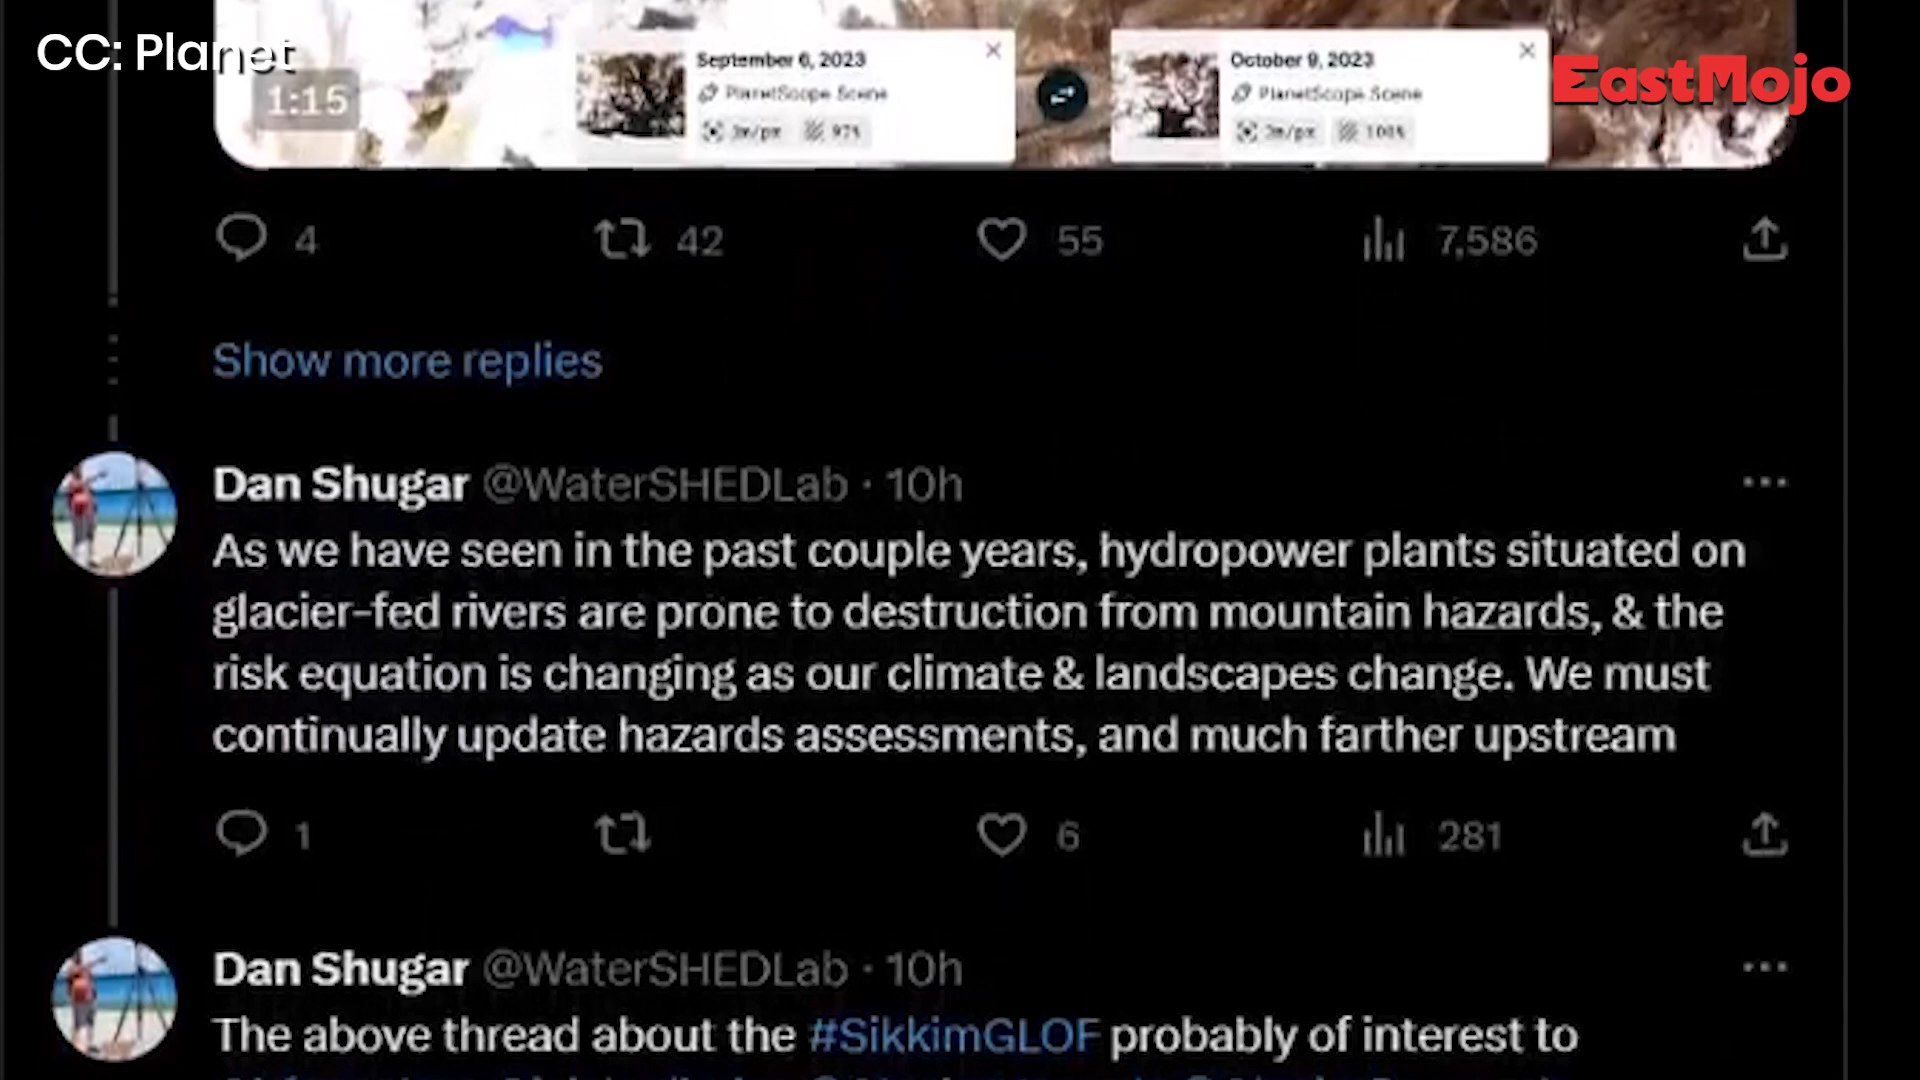 CC: Planet
EastMojo
September 6, 2023
October 9, 2023
PlanetScope Scene
PlanetScope Scene
1:15
3m/px
97%
3m/px
100%
4
42
55
7,586
Show more replies
Dan Shugar @WaterSHEDLab · 10h
As we have seen in the past couple years, hydropower plants situated on
glacier-fed rivers are prone to destruction from mountain hazards, & the
risk equation is changing as our climate & landscapes change. We must
continually update hazards assessments, and much farther upstream
1
6
281
Dan Shugar @WaterSHEDLab · 10h
The above thread about the #SikkimGLOF probably of interest to